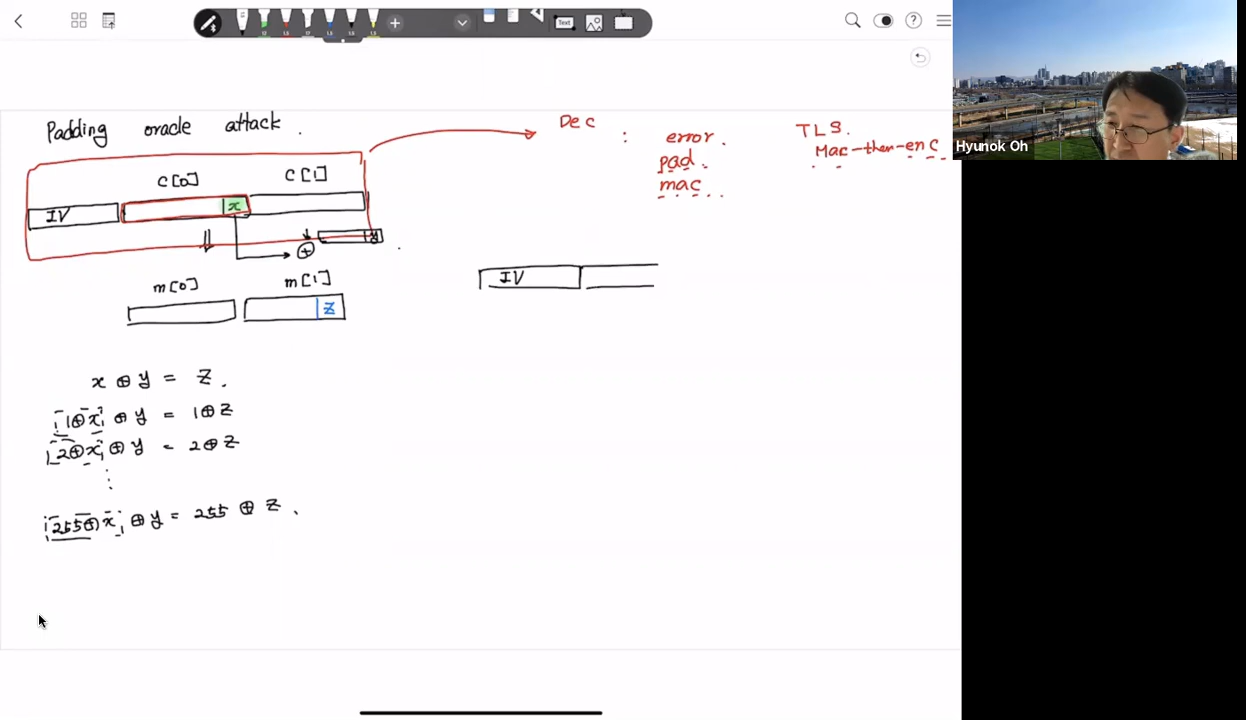 Text
Hyunok Oh
Padding oracle attack .
Dec : error.
pad .
mac ..
TLS.
Mac-then-enc
C[0] C[1]
IV x
⊕ y
m[0] m[1]
z
IV
x ⊕ y = z .
1⊕x ⊕ y = 1⊕z
2⊕x ⊕ y = 2⊕z
⋮
255⊕x ⊕ y = 255 ⊕ z .